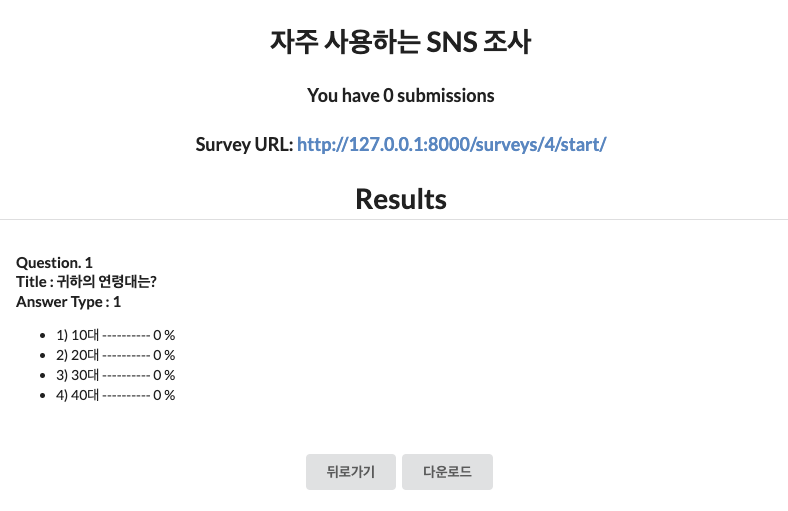 자주 사용하는 SNS 조사
You have 0 submissions
Survey URL: http://127.0.0.1:8000/surveys/4/start/
Results
Question. 1
Title : 귀하의 연령대는?
Answer Type : 1
1) 10대 ---------- 0 %
2) 20대 ---------- 0 %
3) 30대 ---------- 0 %
4) 40대 ---------- 0 %
뒤로가기 다운로드